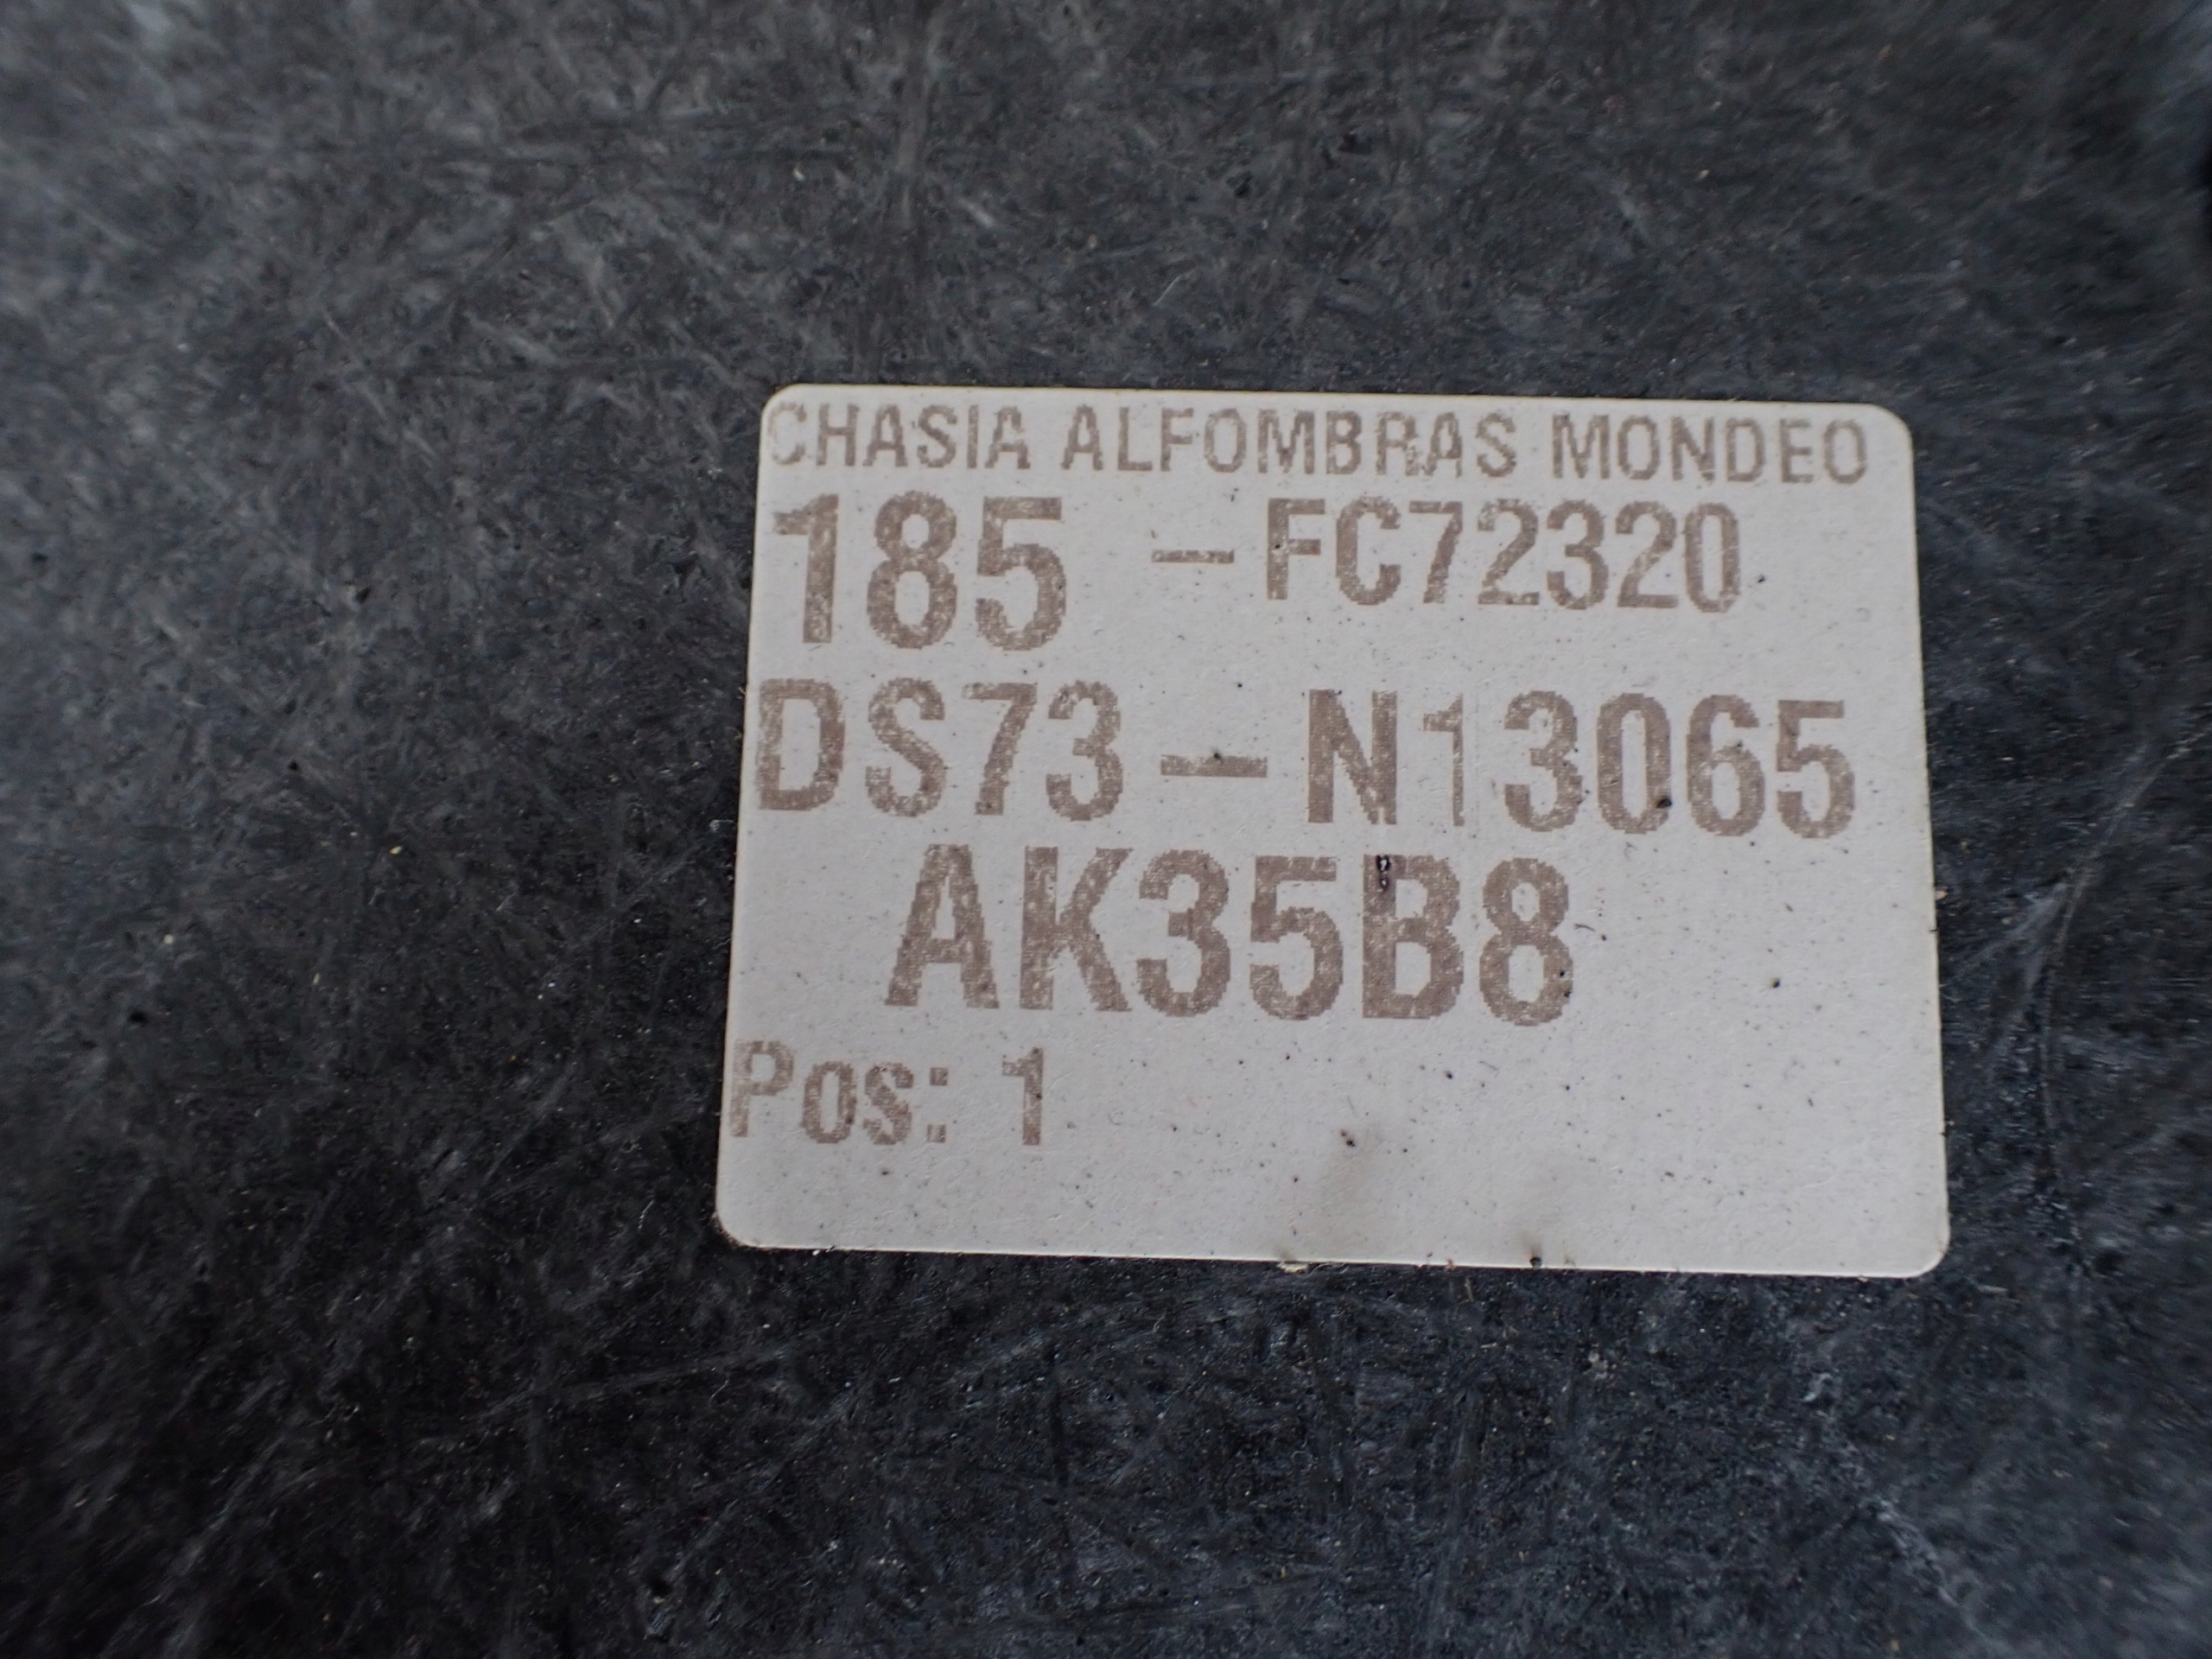 CHASIA ALFOMBRAS MONDEO
185 -FC72320
DS73-N13065
AK35B8
Pos: 1